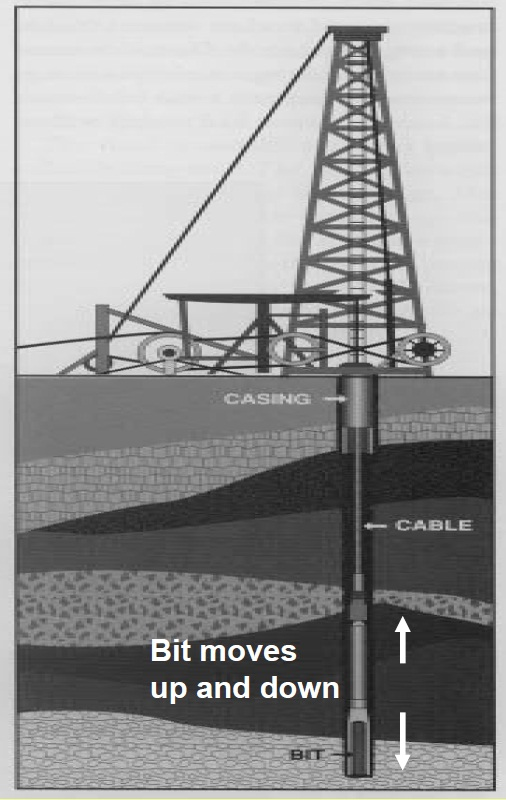 CASING
CABLE
Bit moves
up and down
BIT